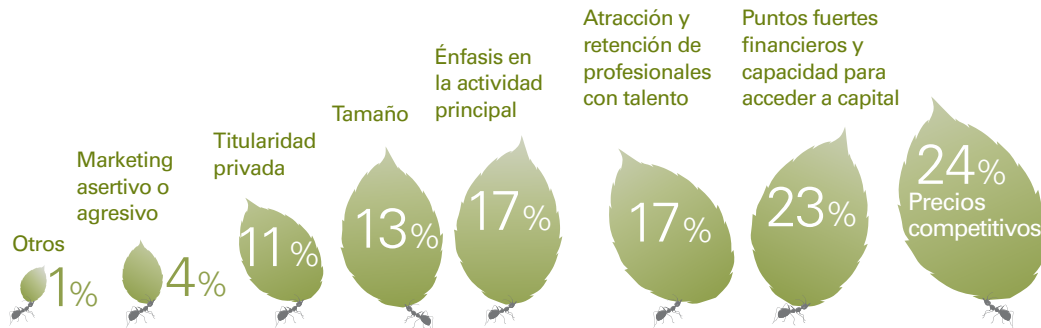 Otros
1%
Marketing
asertivo o
agresivo
4%
Titularidad
privada
11%
Tamaño
13%
Énfasis en
la actividad
principal
17%
Atracción y
retención de
profesionales
con talento
17%
Puntos fuertes
financieros y
capacidad para
acceder a capital
23%
24%
Precios
competitivos